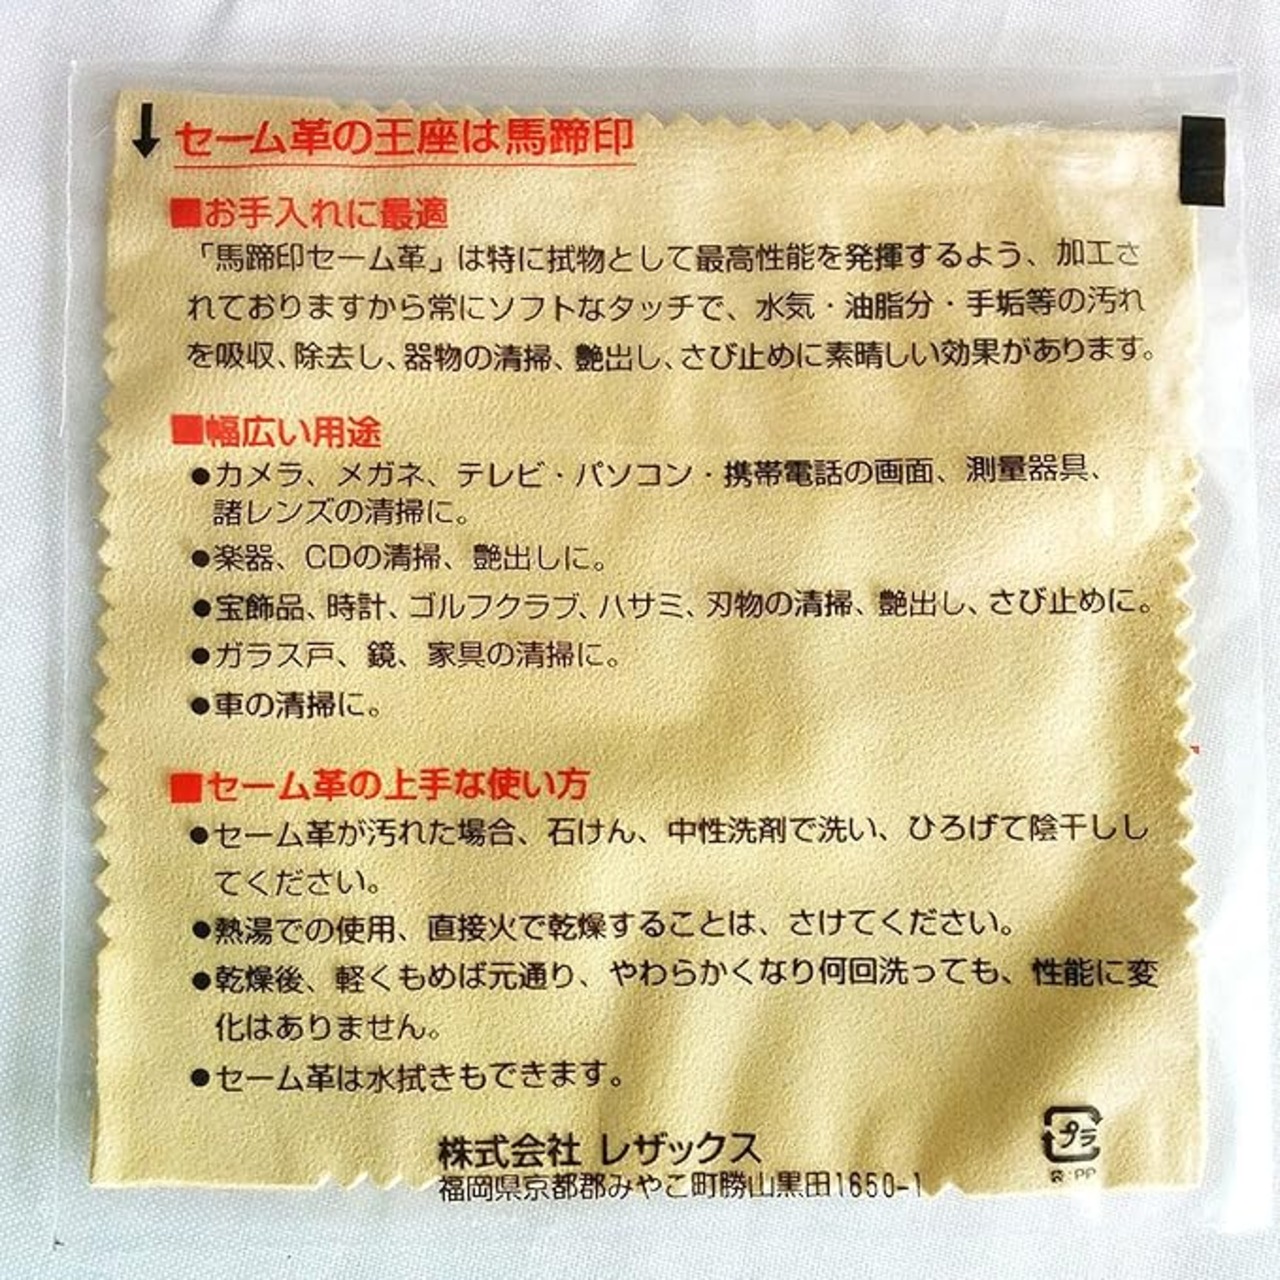 セーム革の王座は馬蹄印
■お手入れに最適
「馬蹄印セーム革」は特に拭物として最高性能を発揮するよう、加工さ
れておりますから常にソフトなタッチで、水気・油脂分・手垢等の汚れ
を吸収、除去し、器物の清掃、艶出し、さび止めに素晴しい効果があります。
■幅広い用途
●カメラ、メガネ、テレビ・パソコン・携帯電話の画面、測量器具、
諸レンズの清掃に。
●楽器、CDの清掃、艶出しに。
●宝飾品、時計、ゴルフクラブ、ハサミ、刃物の清掃、艶出し、さび止めに。
●ガラス戸、鏡、家具の清掃に。
●車の清掃に。
■セーム革の上手な使い方
●セーム革が汚れた場合、石けん、中性洗剤で洗い、ひろげて陰干しし
てください。
●熱湯での使用、直接火で乾燥することは、さけてください。
●乾燥後、軽くもめば元通り、やわらかくなり何回洗っても、性能に変
化はありません。
●セーム革は水拭きもできます。
株式会社 レザックス
福岡県京都郡みやこ町勝山黒田1650-1
プラ
袋:PP